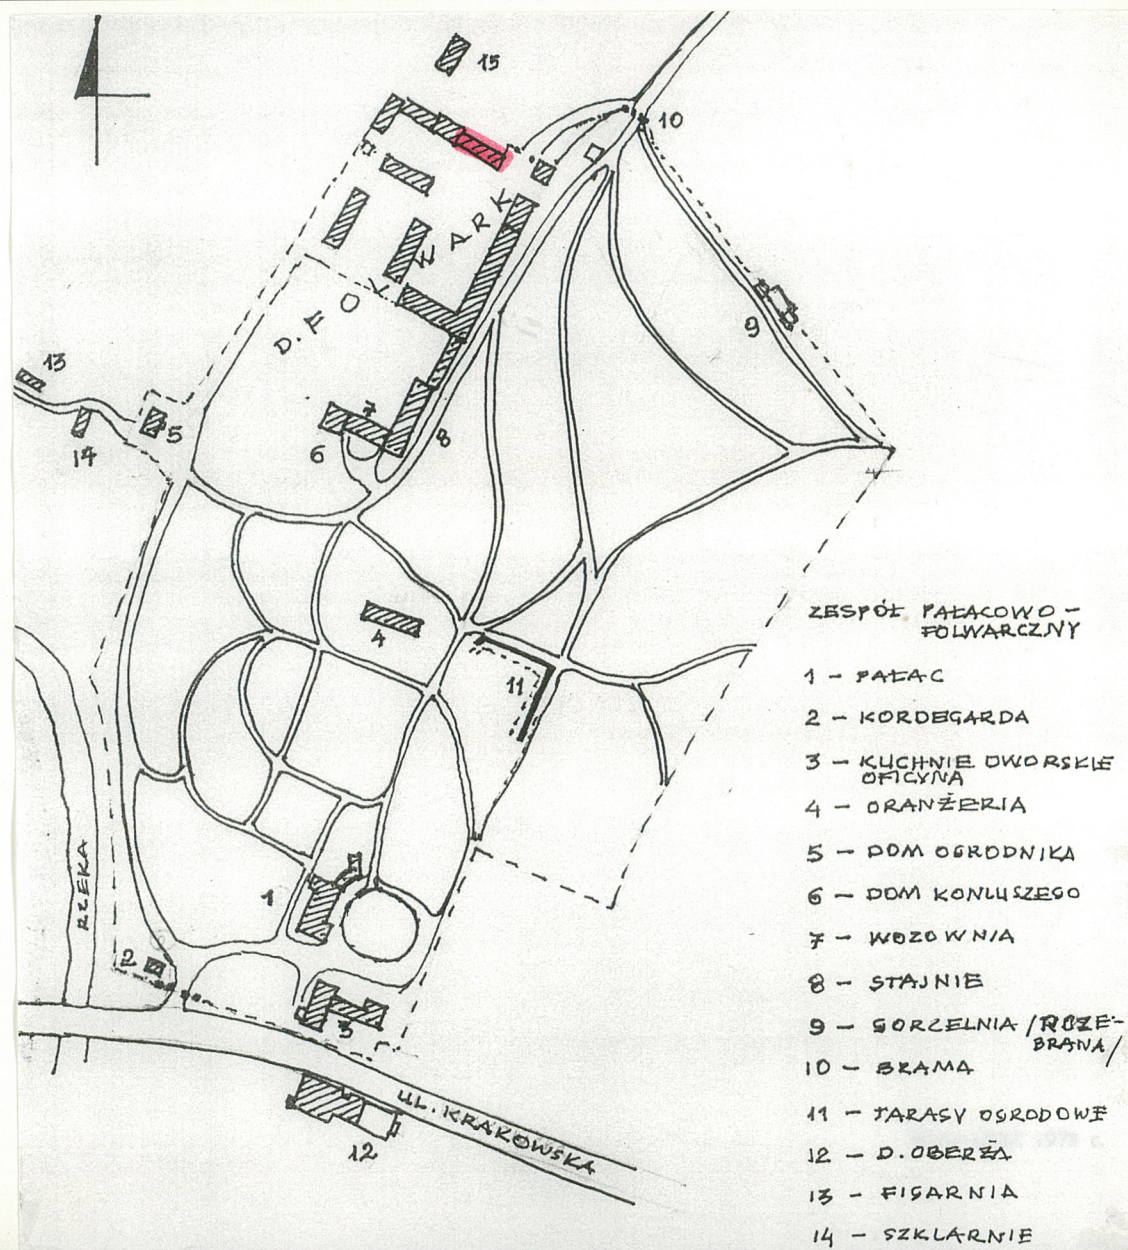 15
10
D. FOLWARK
9
13
14
5
7
6
8
4
11
ZESPÓŁ PAŁACOWO-
FOLWARCZNY
1 - PAŁAC
2 - KORDEGARDA
3 - KUCHNIE DWORSKIE
OFICYNA
4 - ORANŻERIA
5 - DOM OGRODNIKA
6 - DOM KONIUSZEGO
7 - WOZOWNIA
8 - STAJNIE
9 - GORZELNIA /ROZE-
BRANA/
10 - BRAMA
11 - TARASY OGRODOWE
12 - D. OBERŻA
13 - FIGARNIA
14 - SZKLARNIE
RZEKA
1
2
3
UL. KRAKOWSKA
12